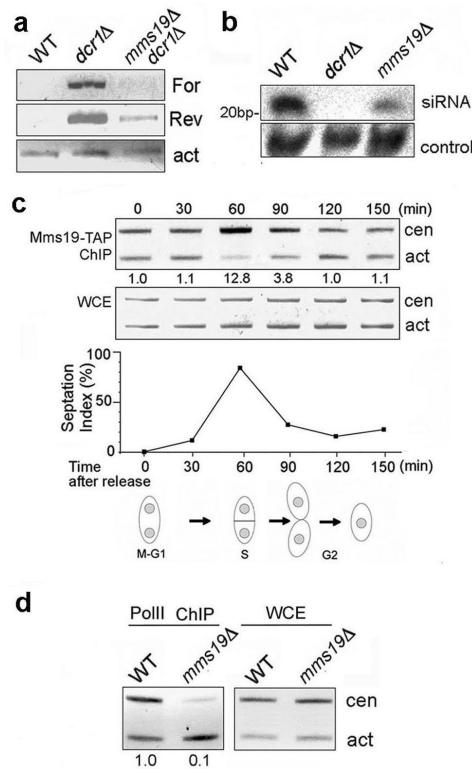 a
WT dcr1Δ mms19Δ dcr1Δ
For
Rev
act
b
WT dcr1Δ mms19Δ
20bp-
siRNA
control
c
0 30 60 90 120 150 (min)
Mms19-TAP
ChIP
cen
act
1.0 1.1 12.8 3.8 1.0 1.1
WCE
cen
act
Septation
Index (%)
100
50
0
Time
after release
0 30 60 90 120 150 (min)
M-G1 S G2
d
PolII ChIP WCE
WT mms19Δ WT mms19Δ
cen
act
1.0 0.1